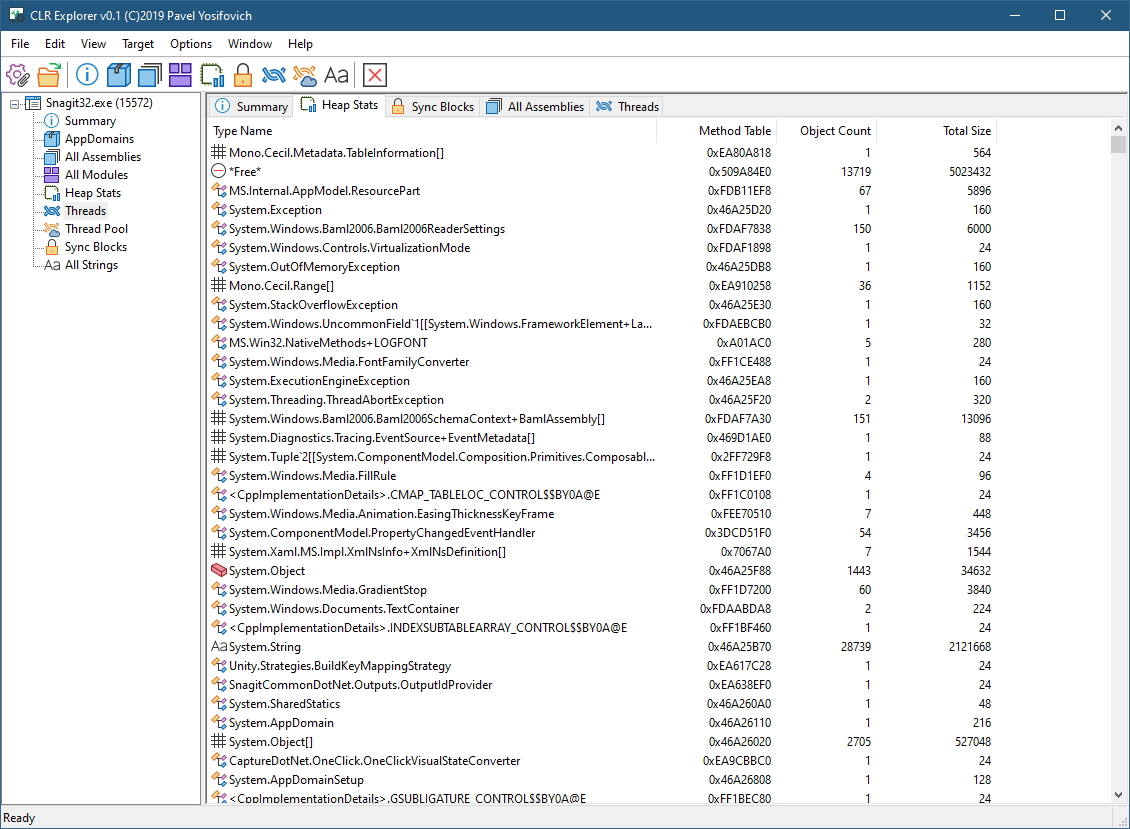 CLR Explorer v0.1 (C)2019 Pavel Yosifovich
File Edit View Target Options Window Help
Aa
Snagit32.exe (15572)
Summary
AppDomains
All Assemblies
All Modules
Heap Stats
Threads
Thread Pool
Sync Blocks
Aa All Strings
Summary Heap Stats Sync Blocks All Assemblies Threads
Type Name Method Table Object Count Total Size
Mono.Cecil.Metadata.TableInformation[] 0xEA80A818 1 564
*Free* 0x509A84E0 13719 5023432
MS.Internal.AppModel.ResourcePart 0xFDB11EF8 67 5896
System.Exception 0x46A25D20 1 160
System.Windows.Baml2006.Baml2006ReaderSettings 0xFDAF7838 150 6000
System.Windows.Controls.VirtualizationMode 0xFDAF1898 1 24
System.OutOfMemoryException 0x46A25DB8 1 160
Mono.Cecil.Range[] 0xEA910258 36 1152
System.StackOverflowException 0x46A25E30 1 160
System.Windows.UncommonField`1[[System.Windows.FrameworkElement+La... 0xFDAEBCB0 1 32
MS.Win32.NativeMethods+LOGFONT 0xA01AC0 5 280
System.Windows.Media.FontFamilyConverter 0xFF1CE488 1 24
System.ExecutionEngineException 0x46A25EA8 1 160
System.Threading.ThreadAbortException 0x46A25F20 2 320
System.Windows.Baml2006.Baml2006SchemaContext+BamlAssembly[] 0xFDAF7A30 151 13096
System.Diagnostics.Tracing.EventSource+EventMetadata[] 0x469D1AE0 1 88
System.Tuple`2[[System.ComponentModel.Composition.Primitives.Composabl... 0x2FF729F8 1 24
System.Windows.Media.FillRule 0xFF1D1EF0 4 96
<CppImplementationDetails>.CMAP_TABLELOC_CONTROL$$BY0A@E 0xFF1C0108 1 24
System.Windows.Media.Animation.EasingThicknessKeyFrame 0xFEE70510 7 448
System.ComponentModel.PropertyChangedEventHandler 0x3DCD51F0 54 3456
System.Xaml.MS.Impl.XmlNsInfo+XmlNsDefinition[] 0x7067A0 7 1544
System.Object 0x46A25F88 1443 34632
System.Windows.Media.GradientStop 0xFF1D7200 60 3840
System.Windows.Documents.TextContainer 0xFDAABDA8 2 224
<CppImplementationDetails>.INDEXSUBTABLEARRAY_CONTROL$$BY0A@E 0xFF1BF460 1 24
Aa System.String 0x46A25B70 28739 2121668
Unity.Strategies.BuildKeyMappingStrategy 0xEA617C28 1 24
SnagitCommonDotNet.Outputs.OutputIdProvider 0xEA638EF0 1 24
System.SharedStatics 0x46A260A0 1 48
System.AppDomain 0x46A26110 1 216
System.Object[] 0x46A26020 2705 527048
CaptureDotNet.OneClick.OneClickVisualStateConverter 0xEA9CBBC0 1 24
System.AppDomainSetup 0x46A26808 1 128
<CppImplementationDetails>.GSUBLIGATURE_CONTROL$$BY0A@E 0xFF1BEC80 1 24
Ready